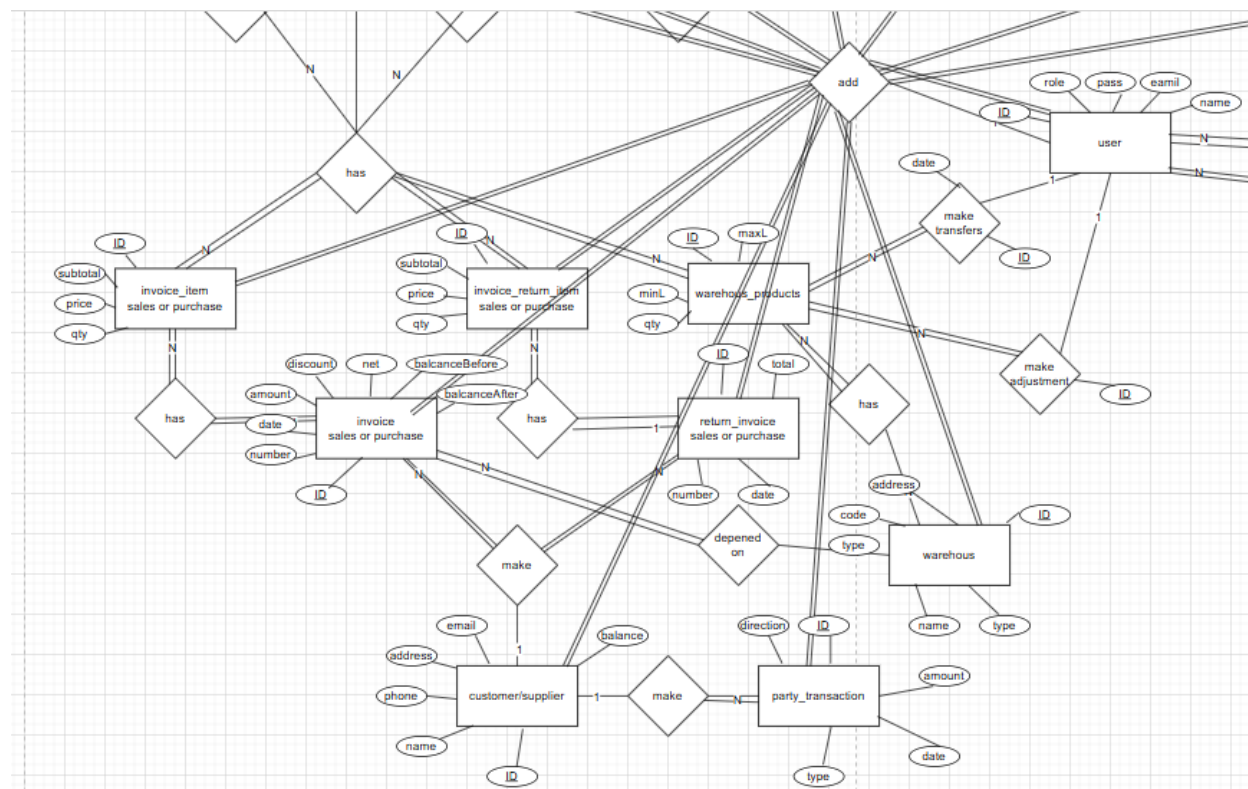 N
N
add
role
pass
eamil
name
ID
user
N
N
1
1
has
date
make
transfers
ID
N
N
N
N
ID
subtotal
price
qty
invoice_item
sales or purchase
ID
subtotal
price
qty
invoice_return_item
sales or purchase
ID
maxL
minL
qty
warehous_products
N
make
adjustment
ID
N
N
N
discount
net
balcanceBefore
balcanceAfter
amount
date
number
ID
invoice
sales or purchase
has
has
ID
total
1
return_invoice
sales or purchase
number
date
has
N
N
N
address
code
type
ID
warehous
name
type
depened
on
make
1
email
address
phone
name
ID
balance
customer/supplier
1
make
N
direction
ID
party_transaction
amount
date
type